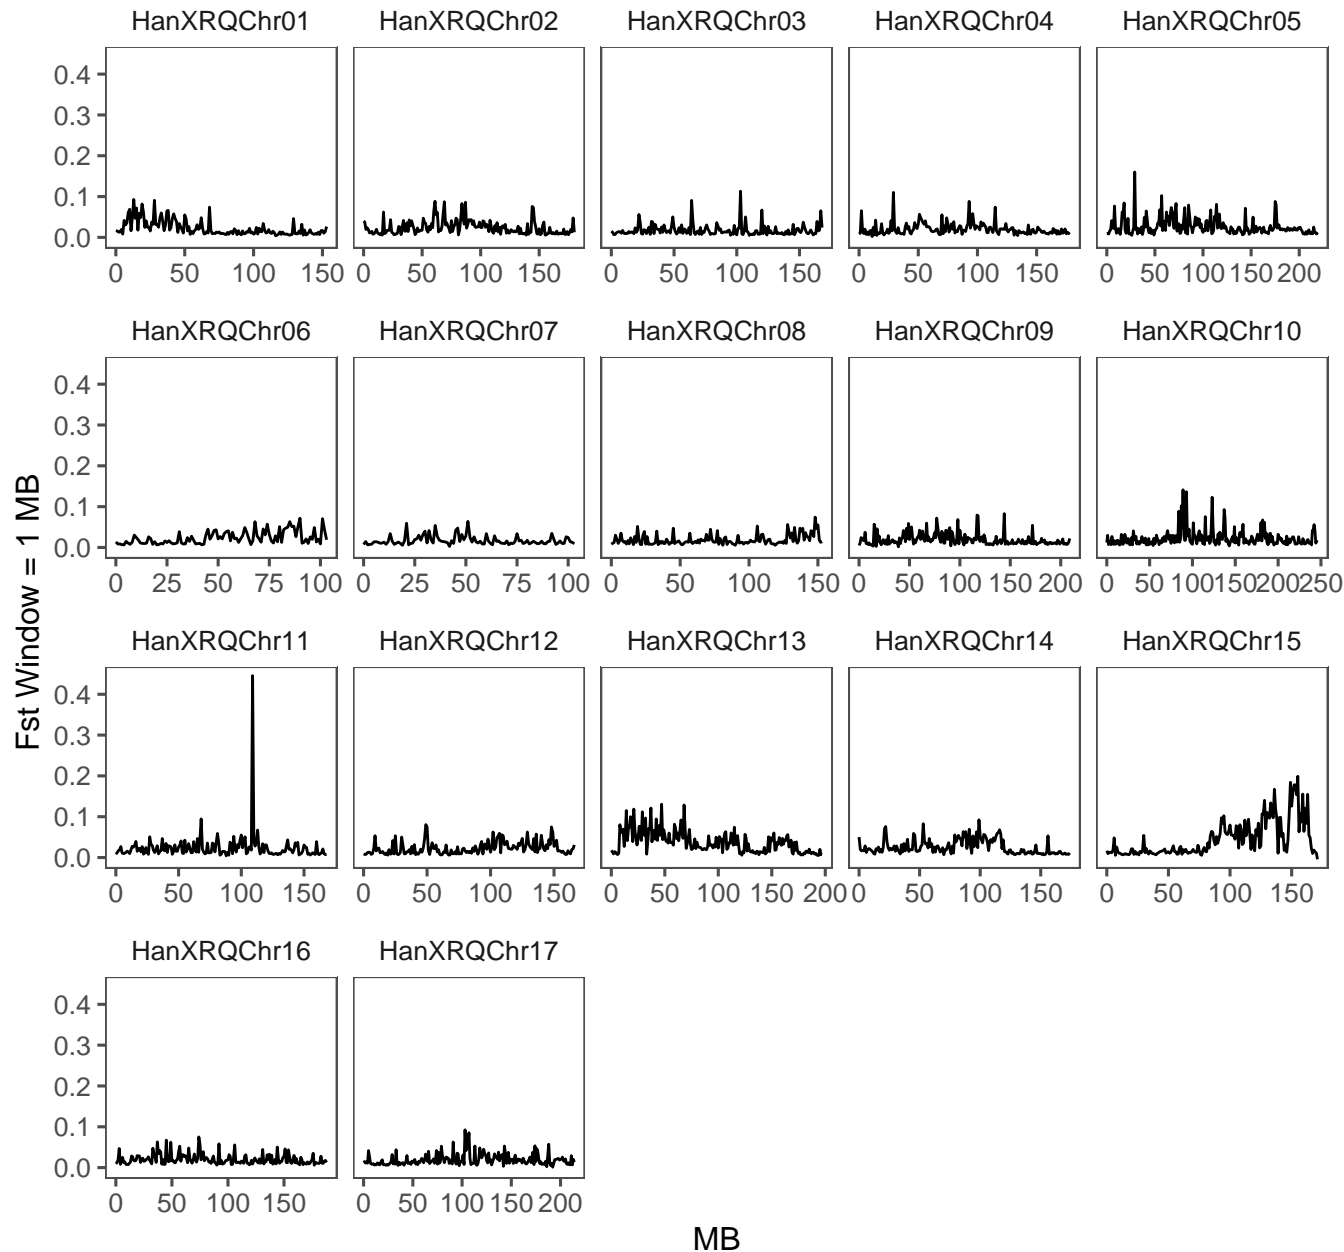 HanXRQChr01 HanXRQChr02 HanXRQChr03 HanXRQChr04 HanXRQChr05
0.4
0.3
0.2
0.1
0.0
0 50 100 150 0 50 100 150 0 50 100 150 0 50 100 150 0 50 100 150 200
HanXRQChr06 HanXRQChr07 HanXRQChr08 HanXRQChr09 HanXRQChr10
0.4
0.3
0.2
0.1
0.0
0 25 50 75 100 0 25 50 75 100 0 50 100 150 0 50 100 150 200 0 50 100 150 200 250
Fst Window = 1 MB
HanXRQChr11 HanXRQChr12 HanXRQChr13 HanXRQChr14 HanXRQChr15
0.4
0.3
0.2
0.1
0.0
0 50 100 150 0 50 100 150 0 50 100 150 200 0 50 100 150 0 50 100 150
HanXRQChr16 HanXRQChr17
0.4
0.3
0.2
0.1
0.0
0 50 100 150 0 50 100 150 200
MB